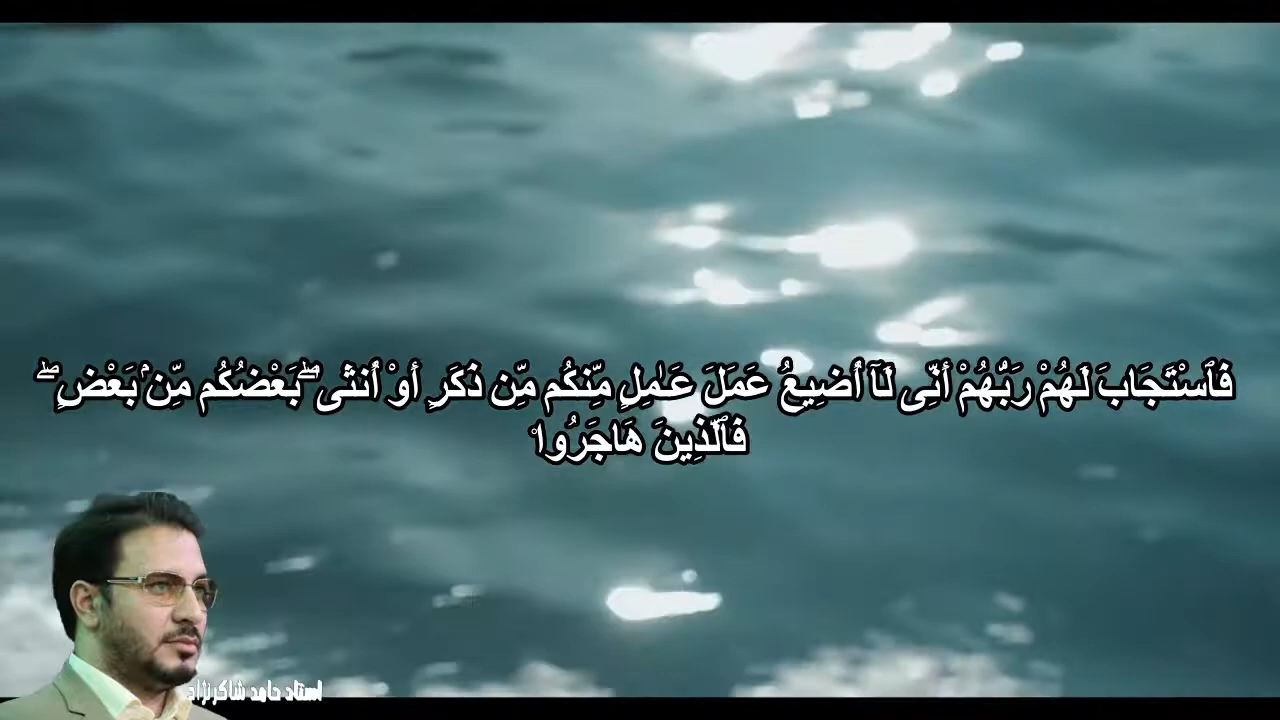 فَٱسْتَجَابَ لَهُمْ رَبُّهُمْ أَنِّى لَآ أُضِيعُ عَمَلَ عَـٰمِلٍ مِّنكُم مِّن ذَكَرٍ أَوْ أُنثَىٰ ۖ بَعْضُكُم مِّنۢ بَعْضٍ ۖ
فَٱلَّذِينَ هَاجَرُوا۟
استاد حامد شاکرنژاد